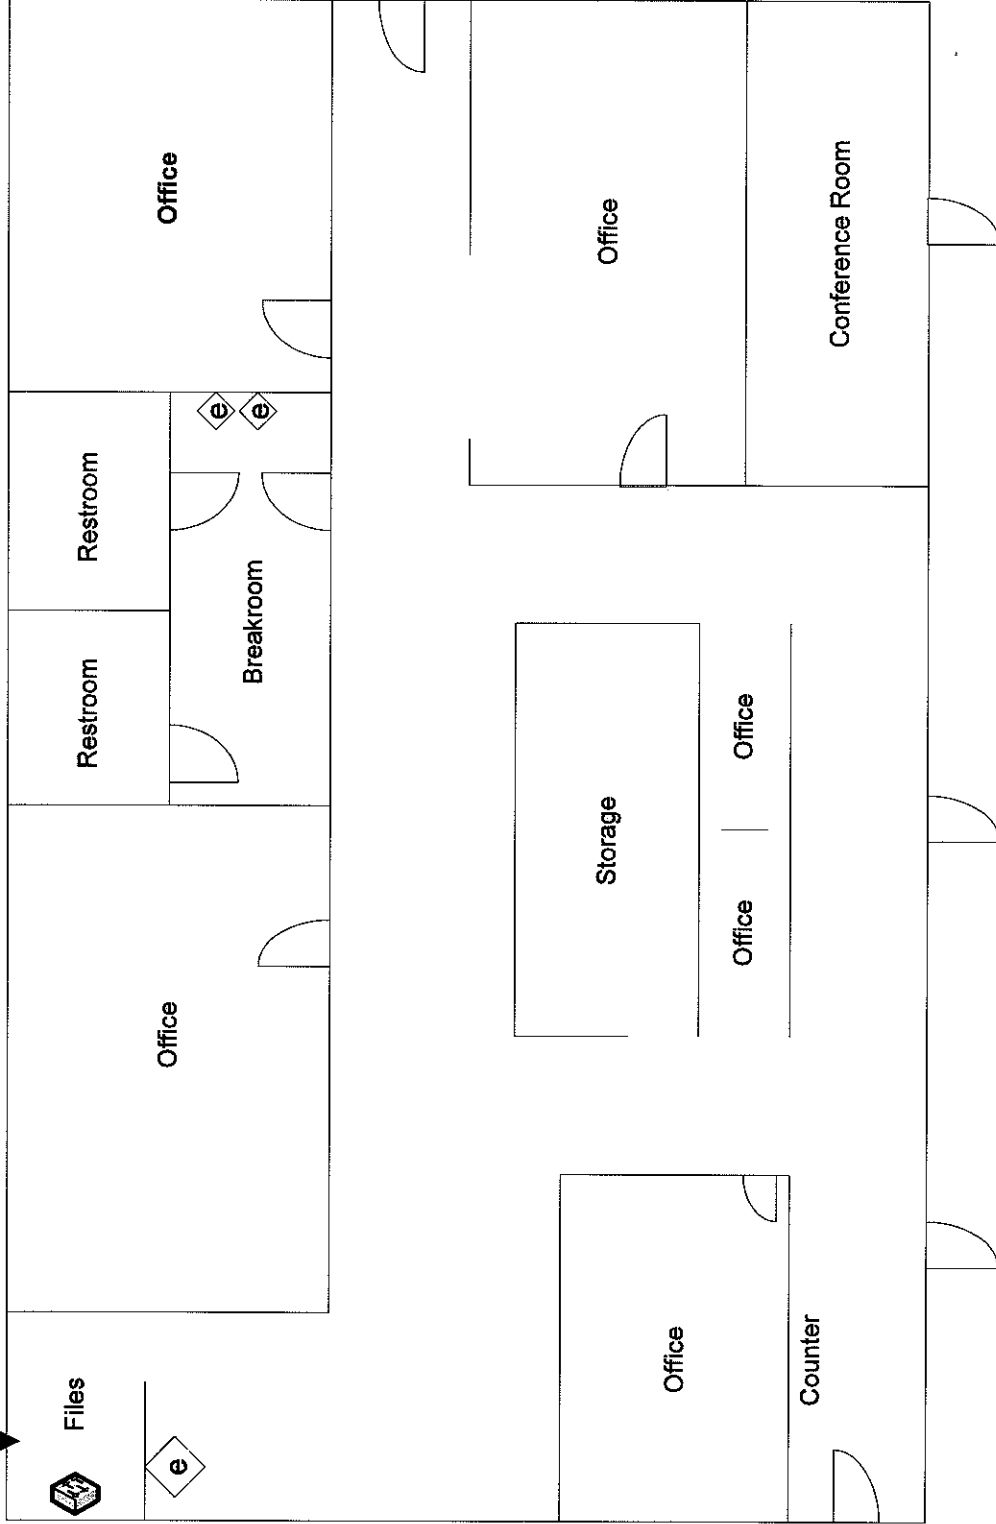 Files
e
Office
Restroom
Restroom
Office
Breakroom
e
e
Office
Counter
Storage
Office
Office
Office
Conference Room